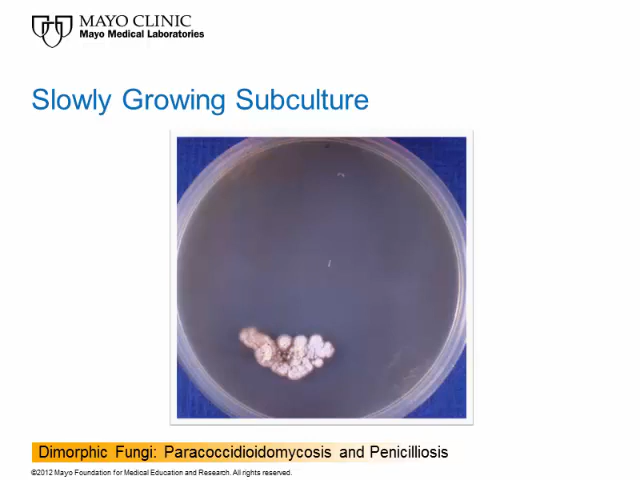 MAYO CLINIC
Mayo Medical Laboratories
Slowly Growing Subculture
Dimorphic Fungi: Paracoccidioidomycosis and Penicilliosis
©2012 Mayo Foundation for Medical Education and Research. All rights reserved.